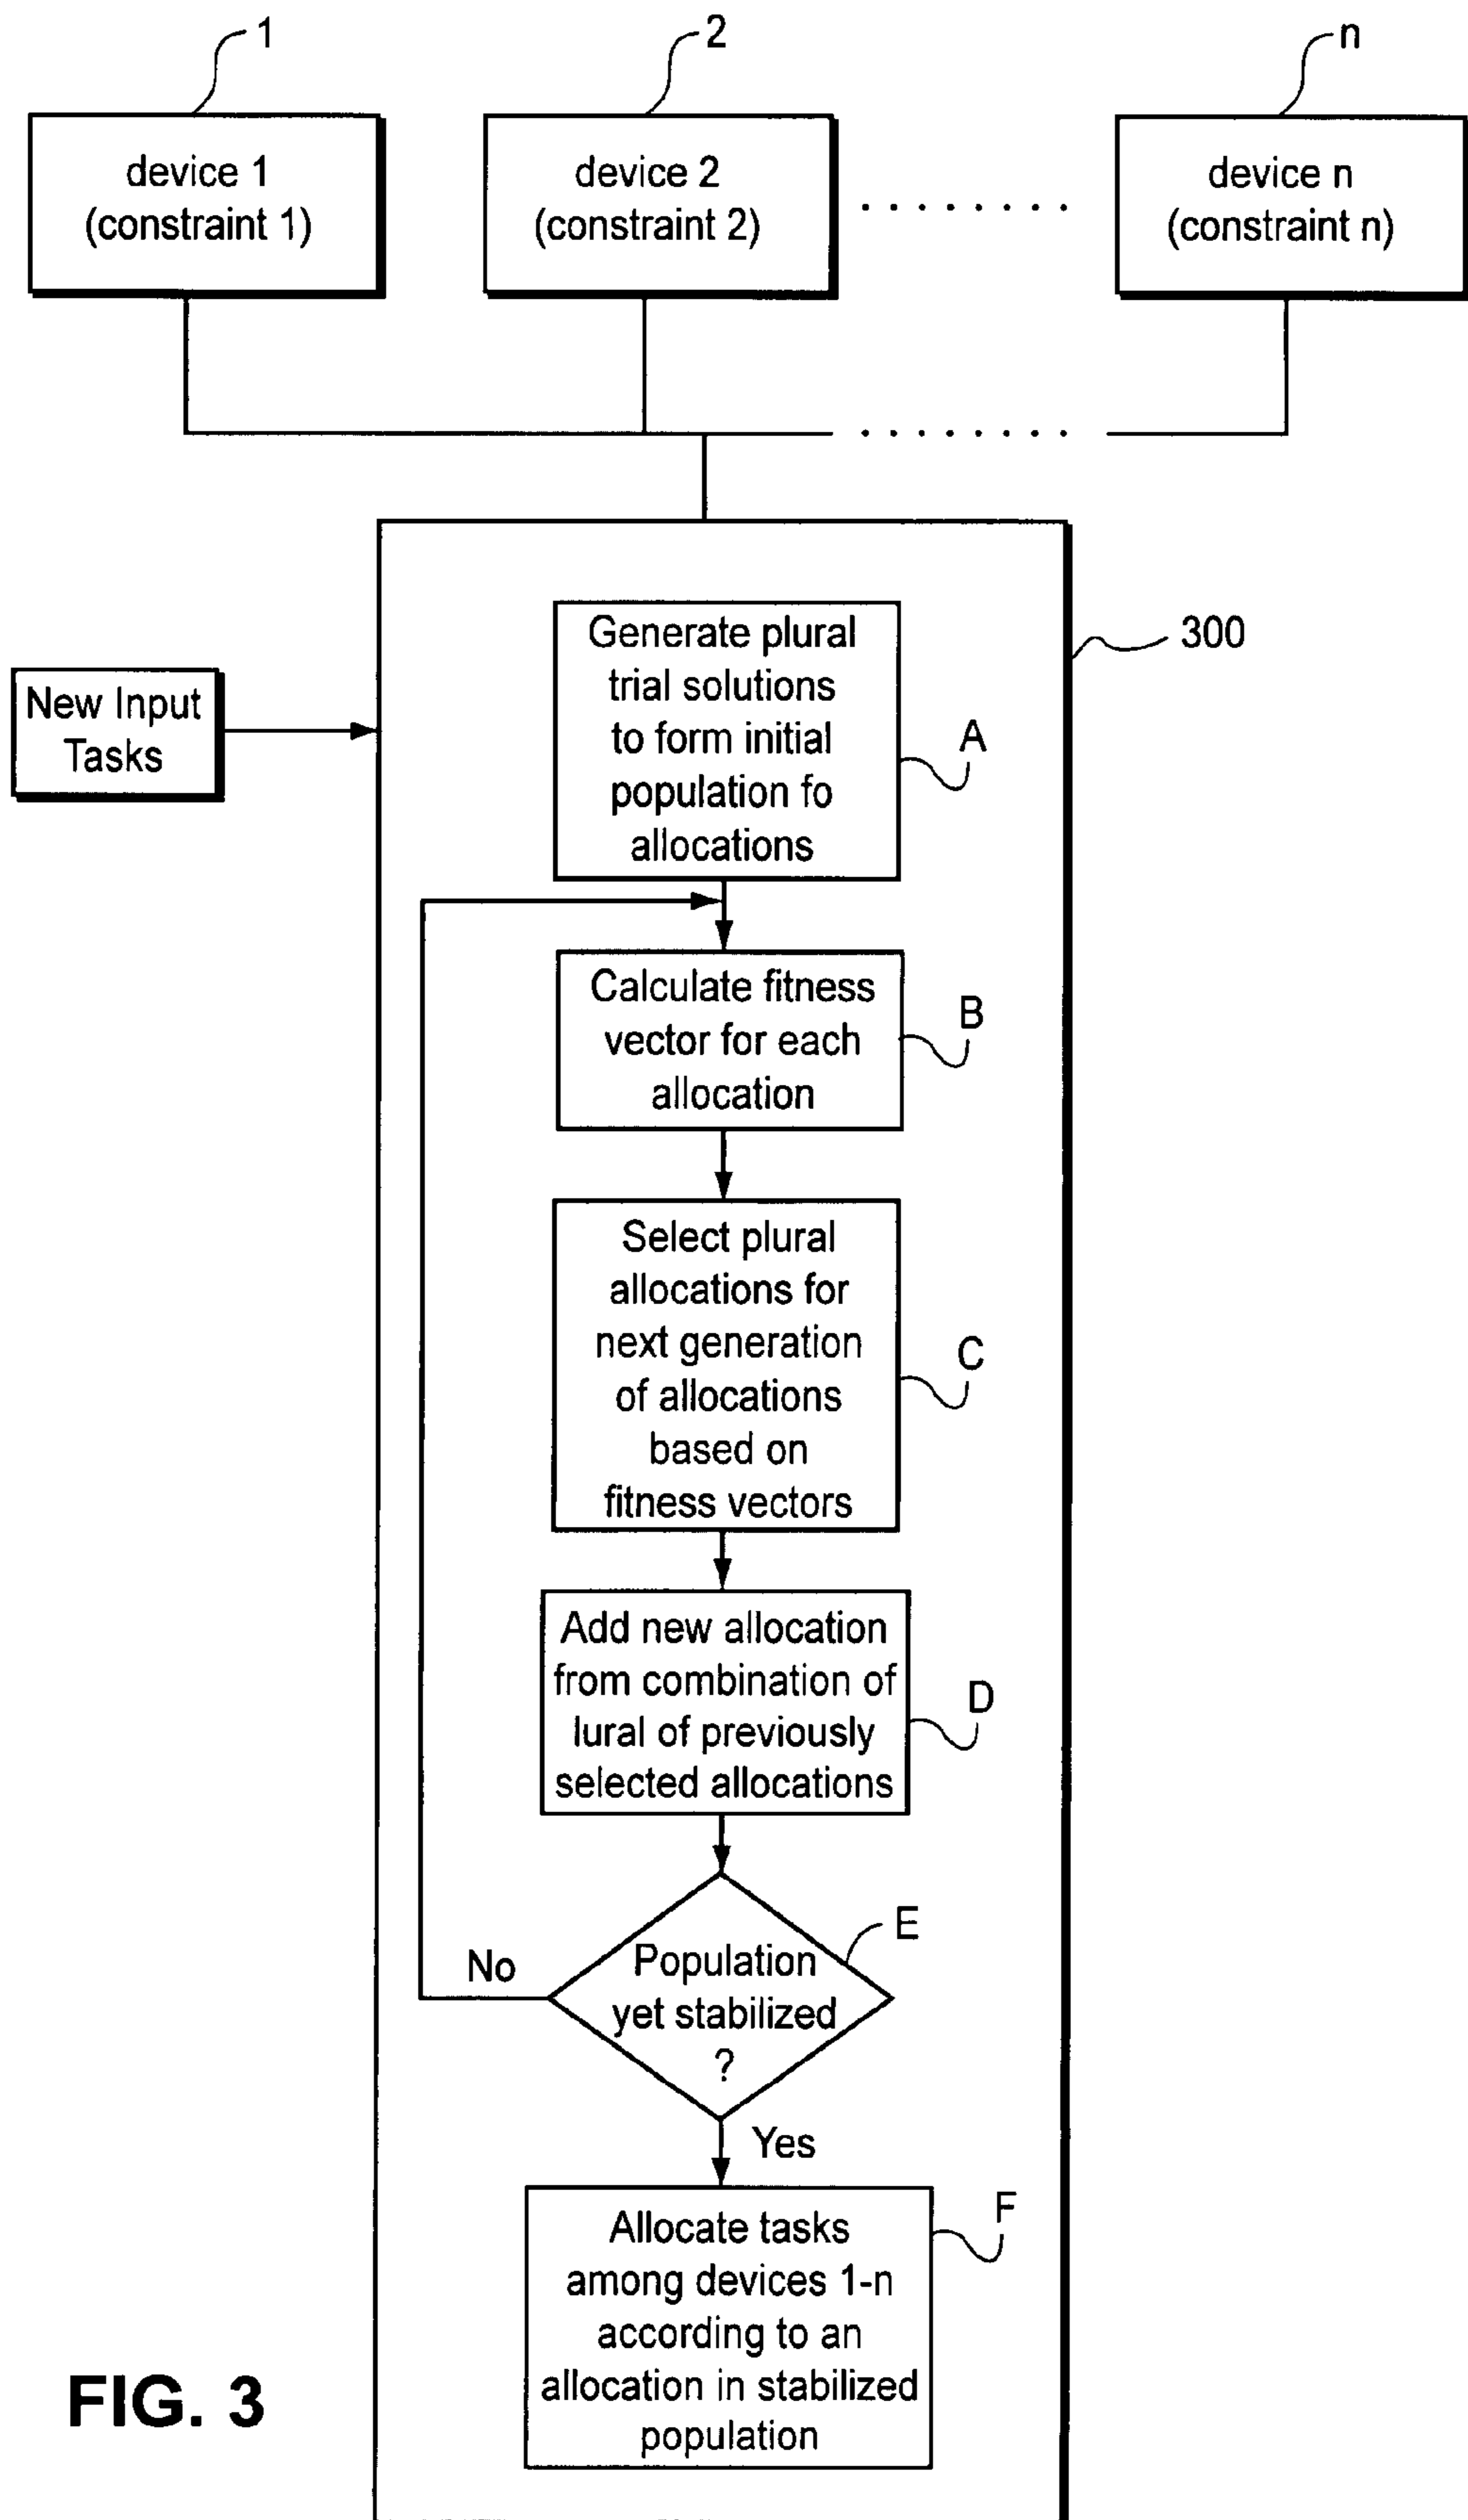 1
2
n
device 1
(constraint 1)
device 2
(constraint 2)
device n
(constraint n)
300
New Input
Tasks
Generate plural
trial solutions
to form initial
population fo
allocations
A
Calculate fitness
vector for each
allocation
B
Select plural
allocations for
next generation
of allocations
based on
fitness vectors
C
Add new allocation
from combination of
lural of previously
selected allocations
D
E
No
Population
yet stabilized
?
Yes
Allocate tasks
among devices 1-n
according to an
allocation in stabilized
population
F
FIG. 3